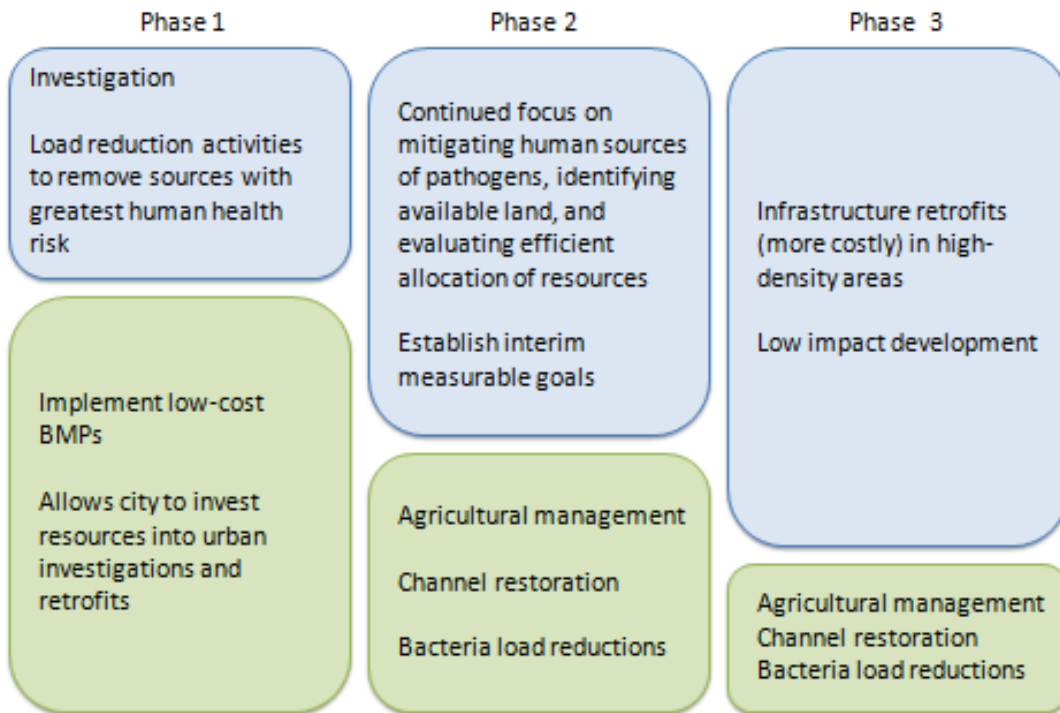 Phase 1
Investigation
Load reduction activities
to remove sources with
greatest human health
risk
Implement low-cost
BMPs
Allows city to invest
resources into urban
investigations and
retrofits
Phase 2
Continued focus on
mitigating human sources
of pathogens, identifying
available land, and
evaluating efficient
allocation of resources
Establish interim
measurable goals
Agricultural management
Channel restoration
Bacteria load reductions
Phase 3
Infrastructure retrofits
(more costly) in high-
density areas
Low impact development
Agricultural management
Channel restoration
Bacteria load reductions